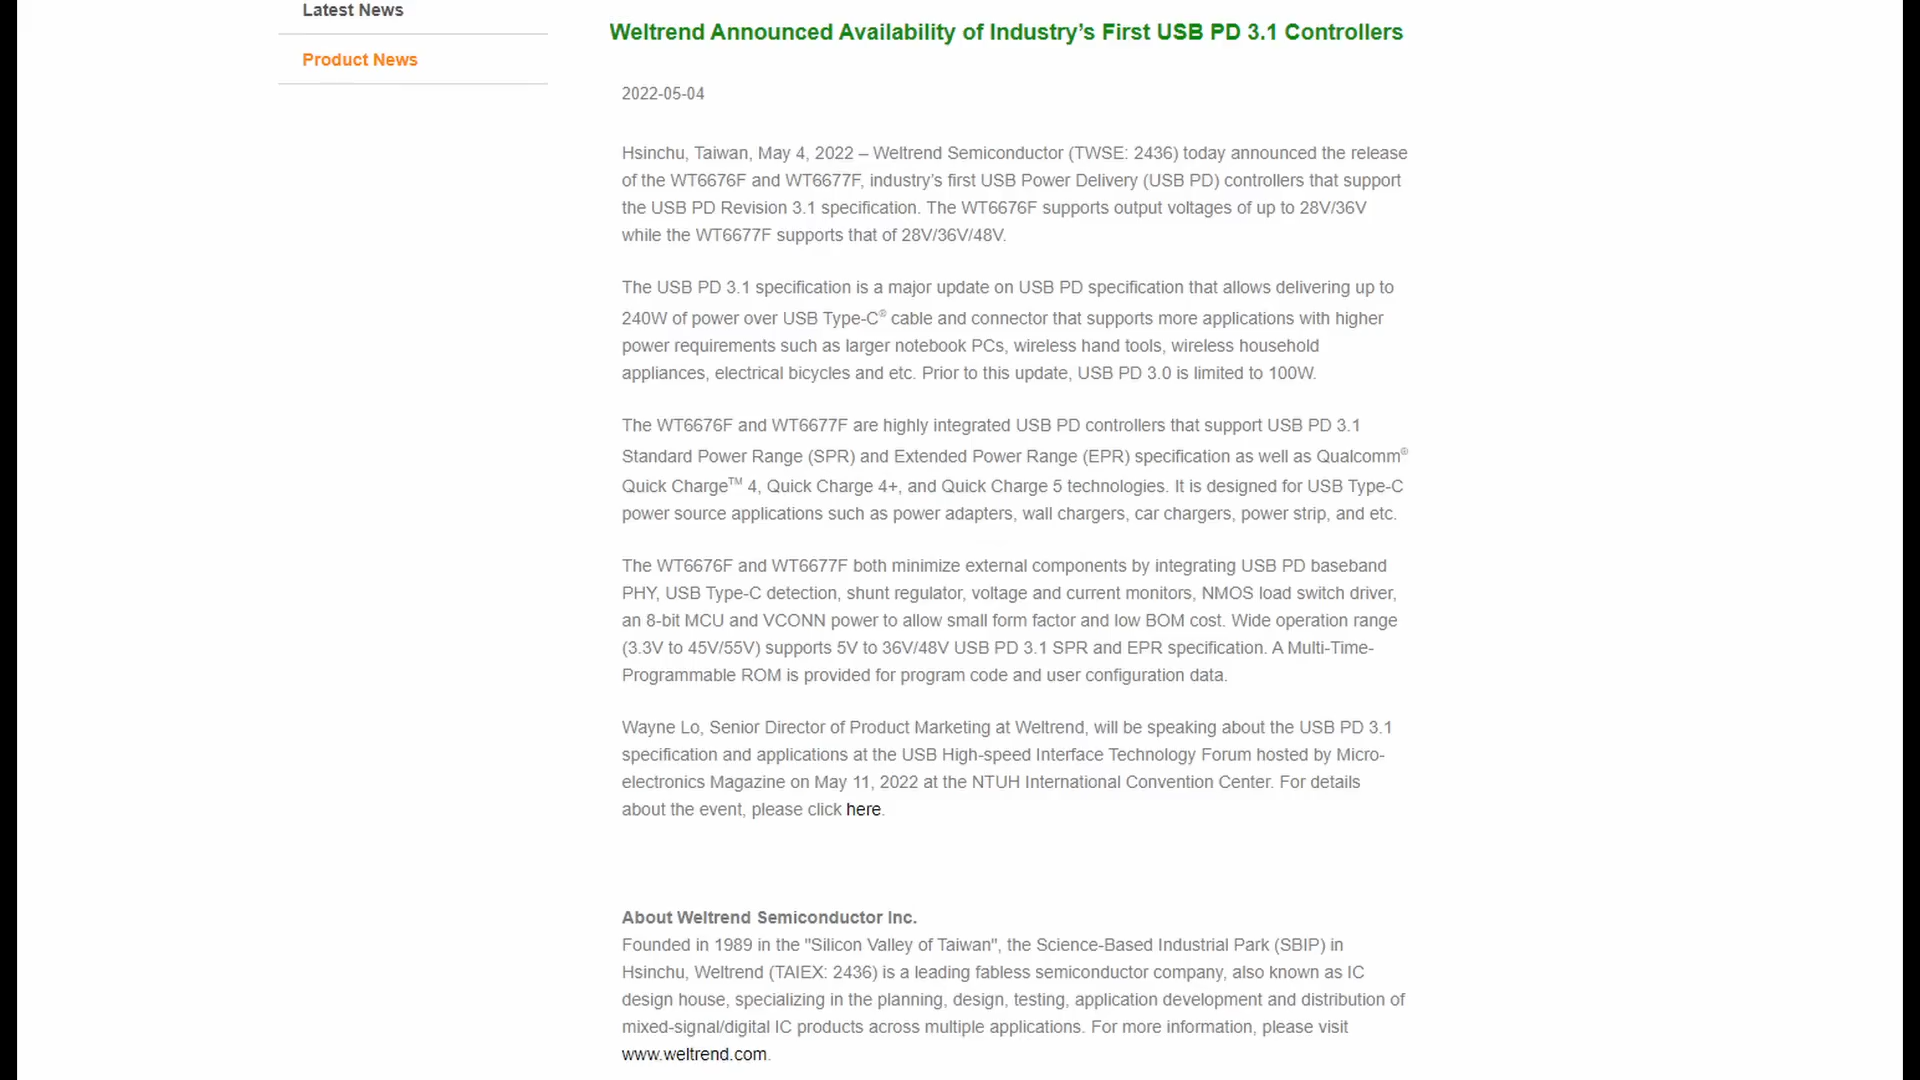 Latest News
Product News
Weltrend Announced Availability of Industry’s First USB PD 3.1 Controllers
2022-05-04
Hsinchu, Taiwan, May 4, 2022 – Weltrend Semiconductor (TWSE: 2436) today announced the release
of the WT6676F and WT6677F, industry’s first USB Power Delivery (USB PD) controllers that support
the USB PD Revision 3.1 specification. The WT6676F supports output voltages of up to 28V/36V
while the WT6677F supports that of 28V/36V/48V.
The USB PD 3.1 specification is a major update on USB PD specification that allows delivering up to
240W of power over USB Type-C® cable and connector that supports more applications with higher
power requirements such as larger notebook PCs, wireless hand tools, wireless household
appliances, electrical bicycles and etc. Prior to this update, USB PD 3.0 is limited to 100W.
The WT6676F and WT6677F are highly integrated USB PD controllers that support USB PD 3.1
Standard Power Range (SPR) and Extended Power Range (EPR) specification as well as Qualcomm®
Quick Charge™ 4, Quick Charge 4+, and Quick Charge 5 technologies. It is designed for USB Type-C
power source applications such as power adapters, wall chargers, car chargers, power strip, and etc.
The WT6676F and WT6677F both minimize external components by integrating USB PD baseband
PHY, USB Type-C detection, shunt regulator, voltage and current monitors, NMOS load switch driver,
an 8-bit MCU and VCONN power to allow small form factor and low BOM cost. Wide operation range
(3.3V to 45V/55V) supports 5V to 36V/48V USB PD 3.1 SPR and EPR specification. A Multi-Time-
Programmable ROM is provided for program code and user configuration data.
Wayne Lo, Senior Director of Product Marketing at Weltrend, will be speaking about the USB PD 3.1
specification and applications at the USB High-speed Interface Technology Forum hosted by Micro-
electronics Magazine on May 11, 2022 at the NTUH International Convention Center. For details
about the event, please click here.
About Weltrend Semiconductor Inc.
Founded in 1989 in the "Silicon Valley of Taiwan", the Science-Based Industrial Park (SBIP) in
Hsinchu, Weltrend (TAIEX: 2436) is a leading fabless semiconductor company, also known as IC
design house, specializing in the planning, design, testing, application development and distribution of
mixed-signal/digital IC products across multiple applications. For more information, please visit
www.weltrend.com.